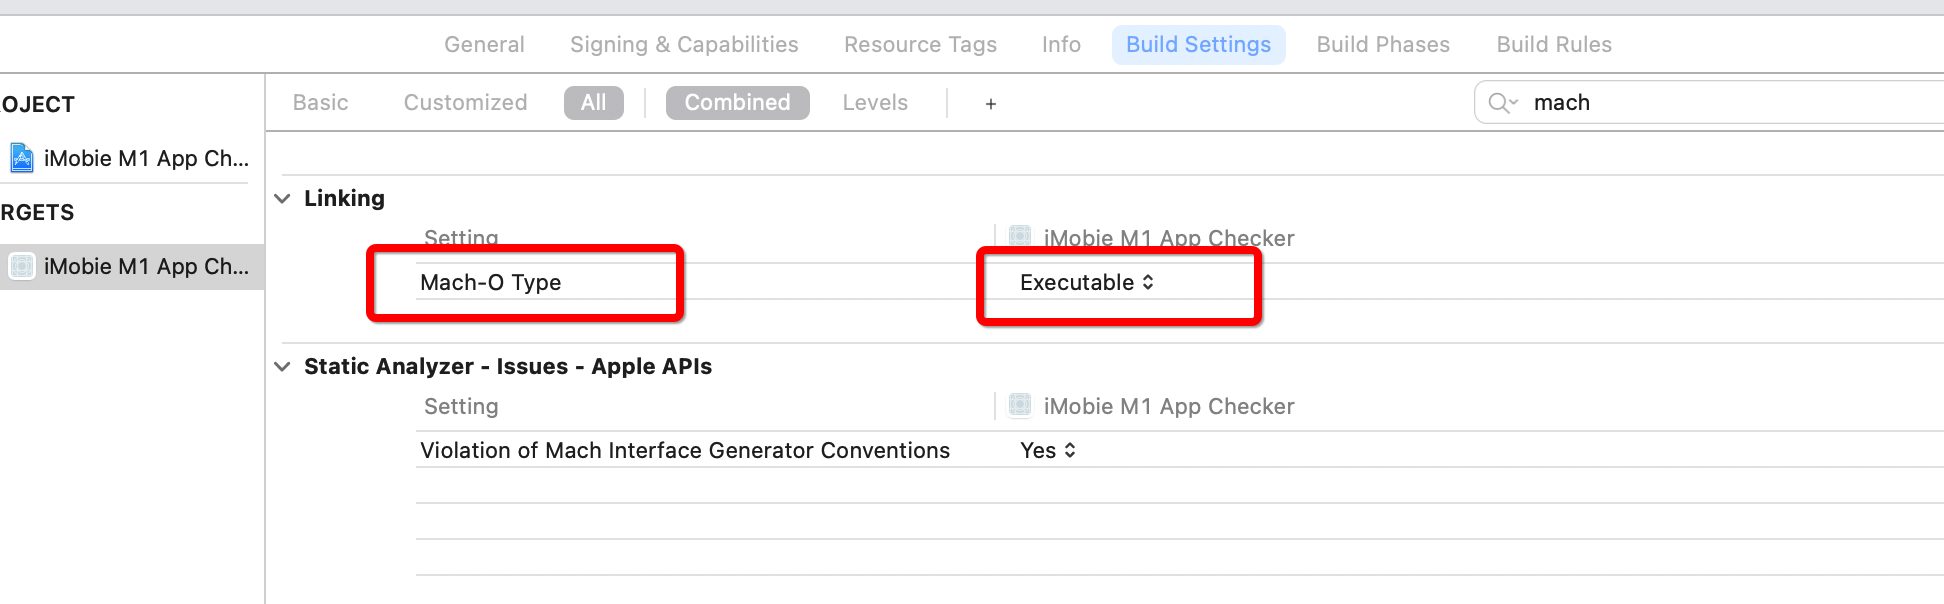 General Signing & Capabilities Resource Tags Info Build Settings Build Phases Build Rules
OJECT
Basic Customized All Combined Levels + mach
iMobie M1 App Ch...
RGETS
iMobie M1 App Ch...
Linking
Setting iMobie M1 App Checker
Mach-O Type Executable
Static Analyzer - Issues - Apple APIs
Setting iMobie M1 App Checker
Violation of Mach Interface Generator Conventions Yes